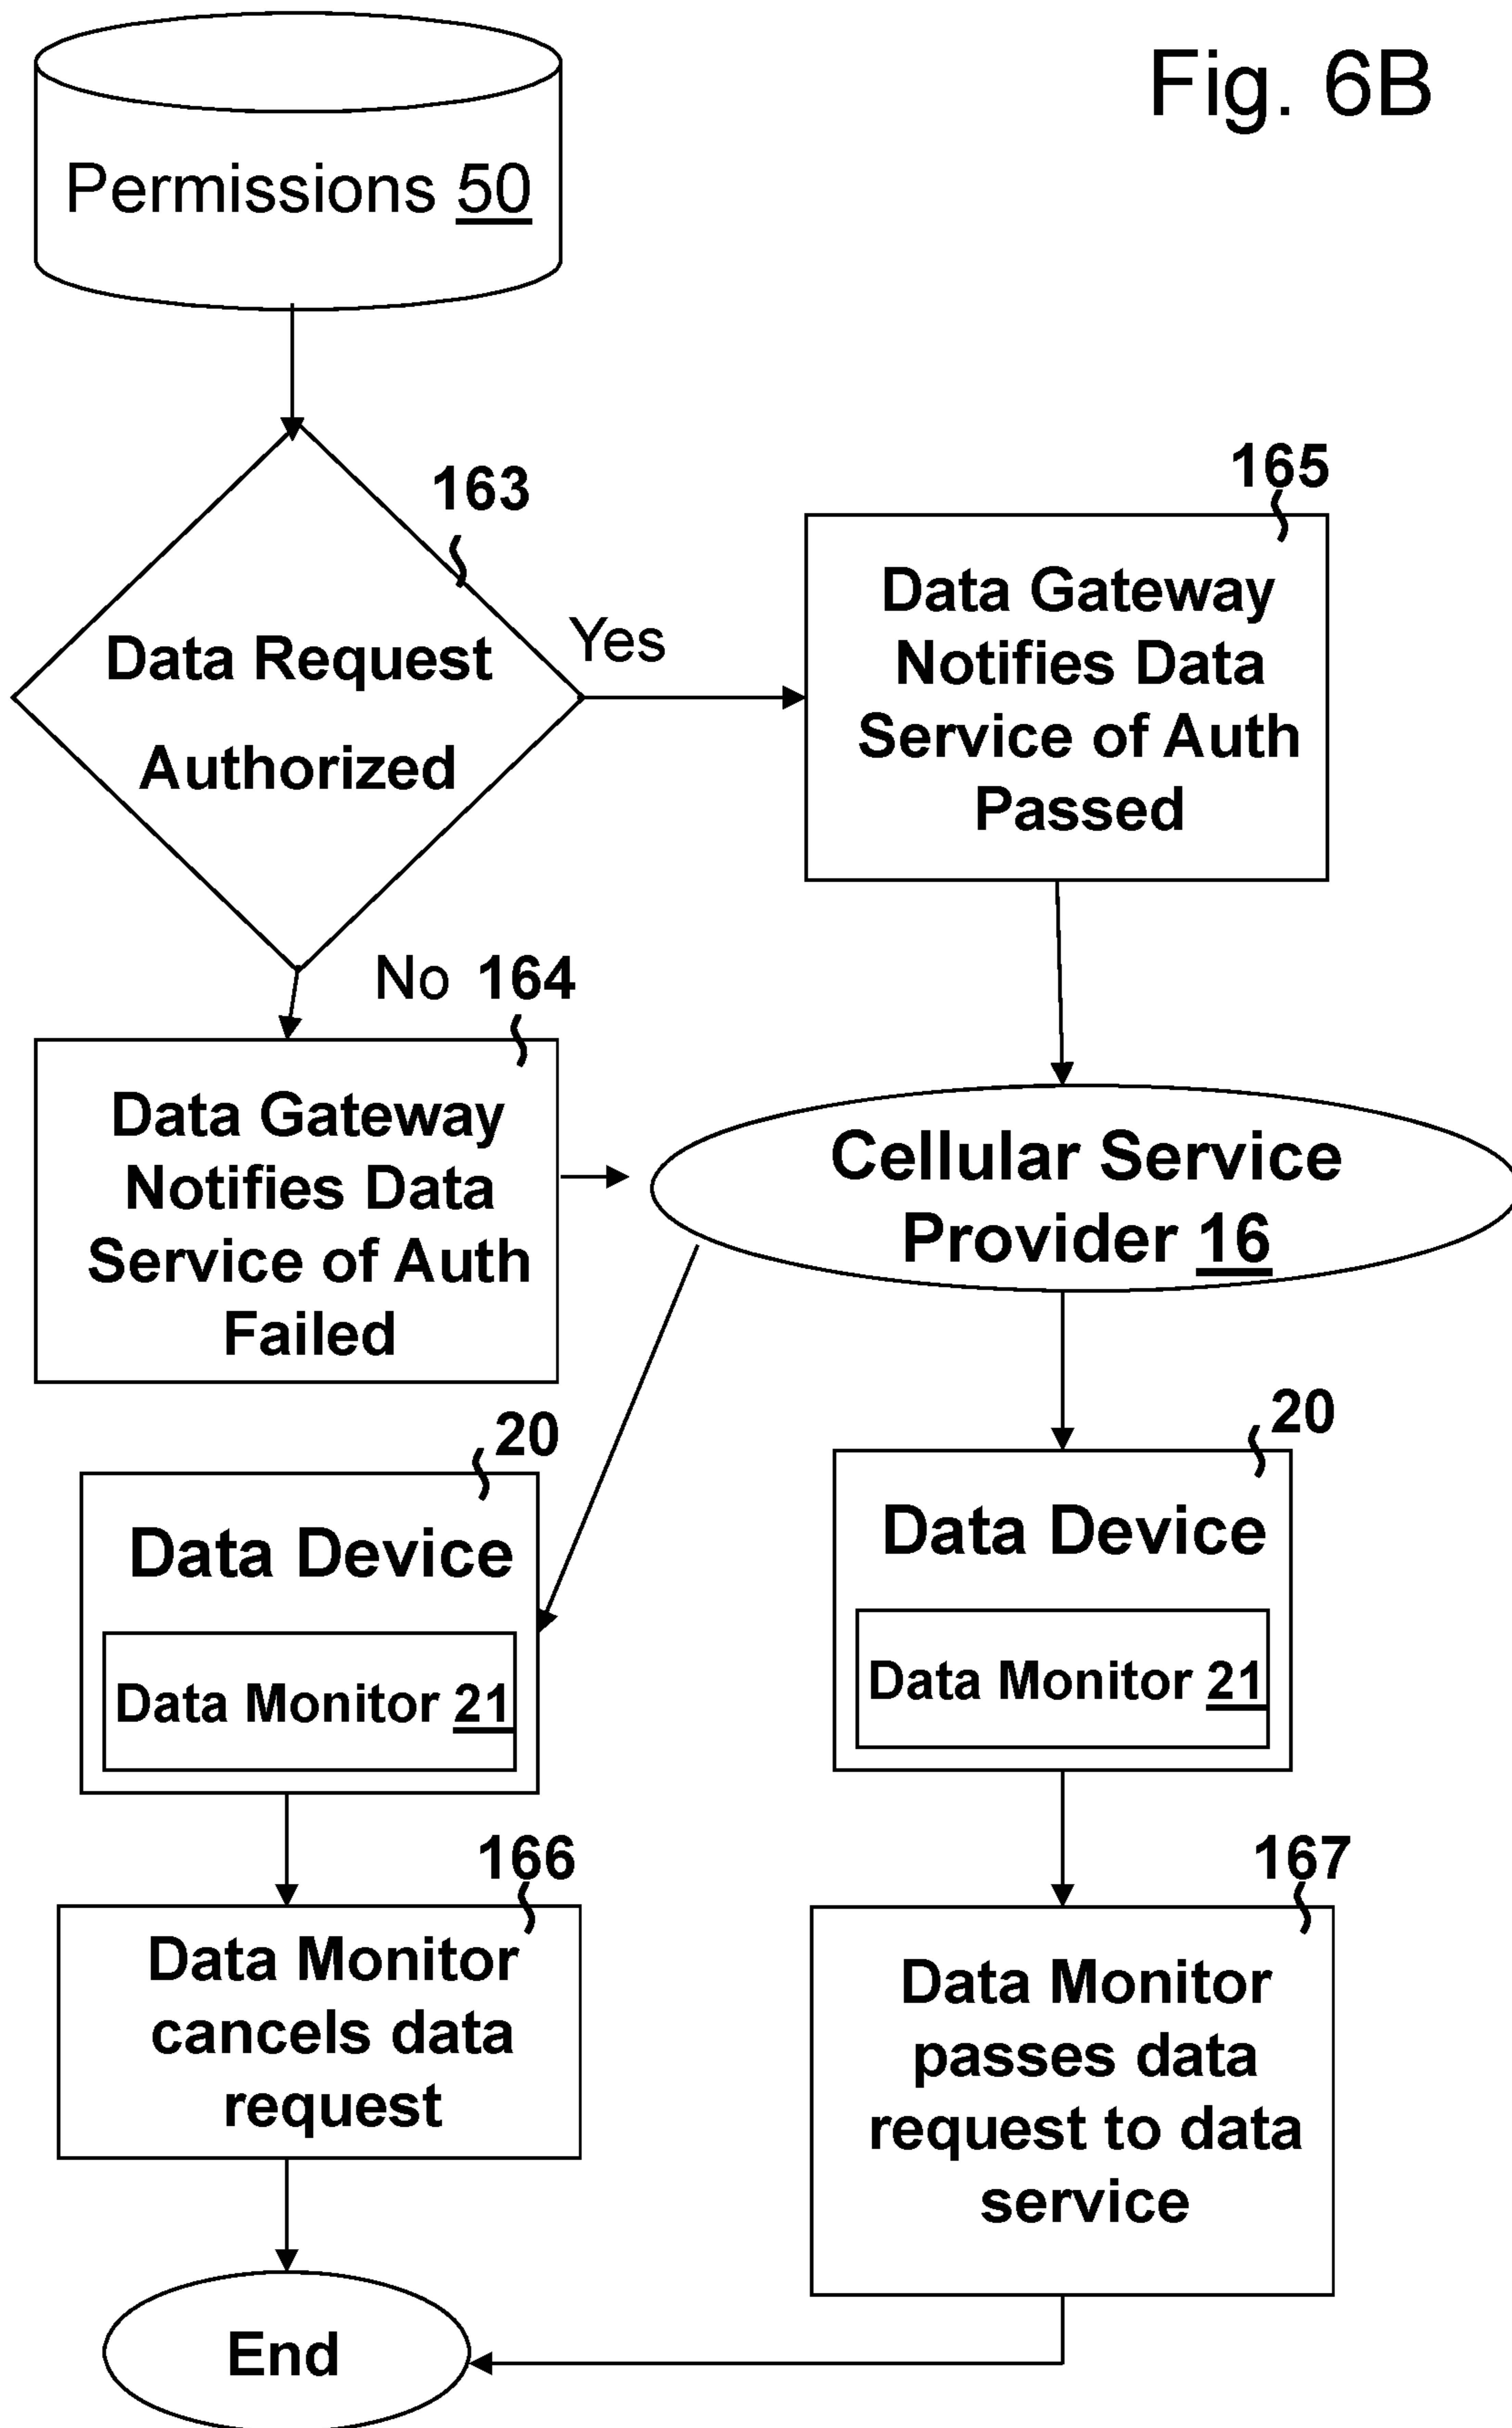 Fig. 6B
Permissions 50
163
Data Request
Authorized
Yes
165
Data Gateway
Notifies Data
Service of Auth
Passed
No 164
Data Gateway
Notifies Data
Service of Auth
Failed
Cellular Service
Provider 16
20
Data Device
Data Monitor 21
20
Data Device
Data Monitor 21
166
Data Monitor
cancels data
request
167
Data Monitor
passes data
request to data
service
End